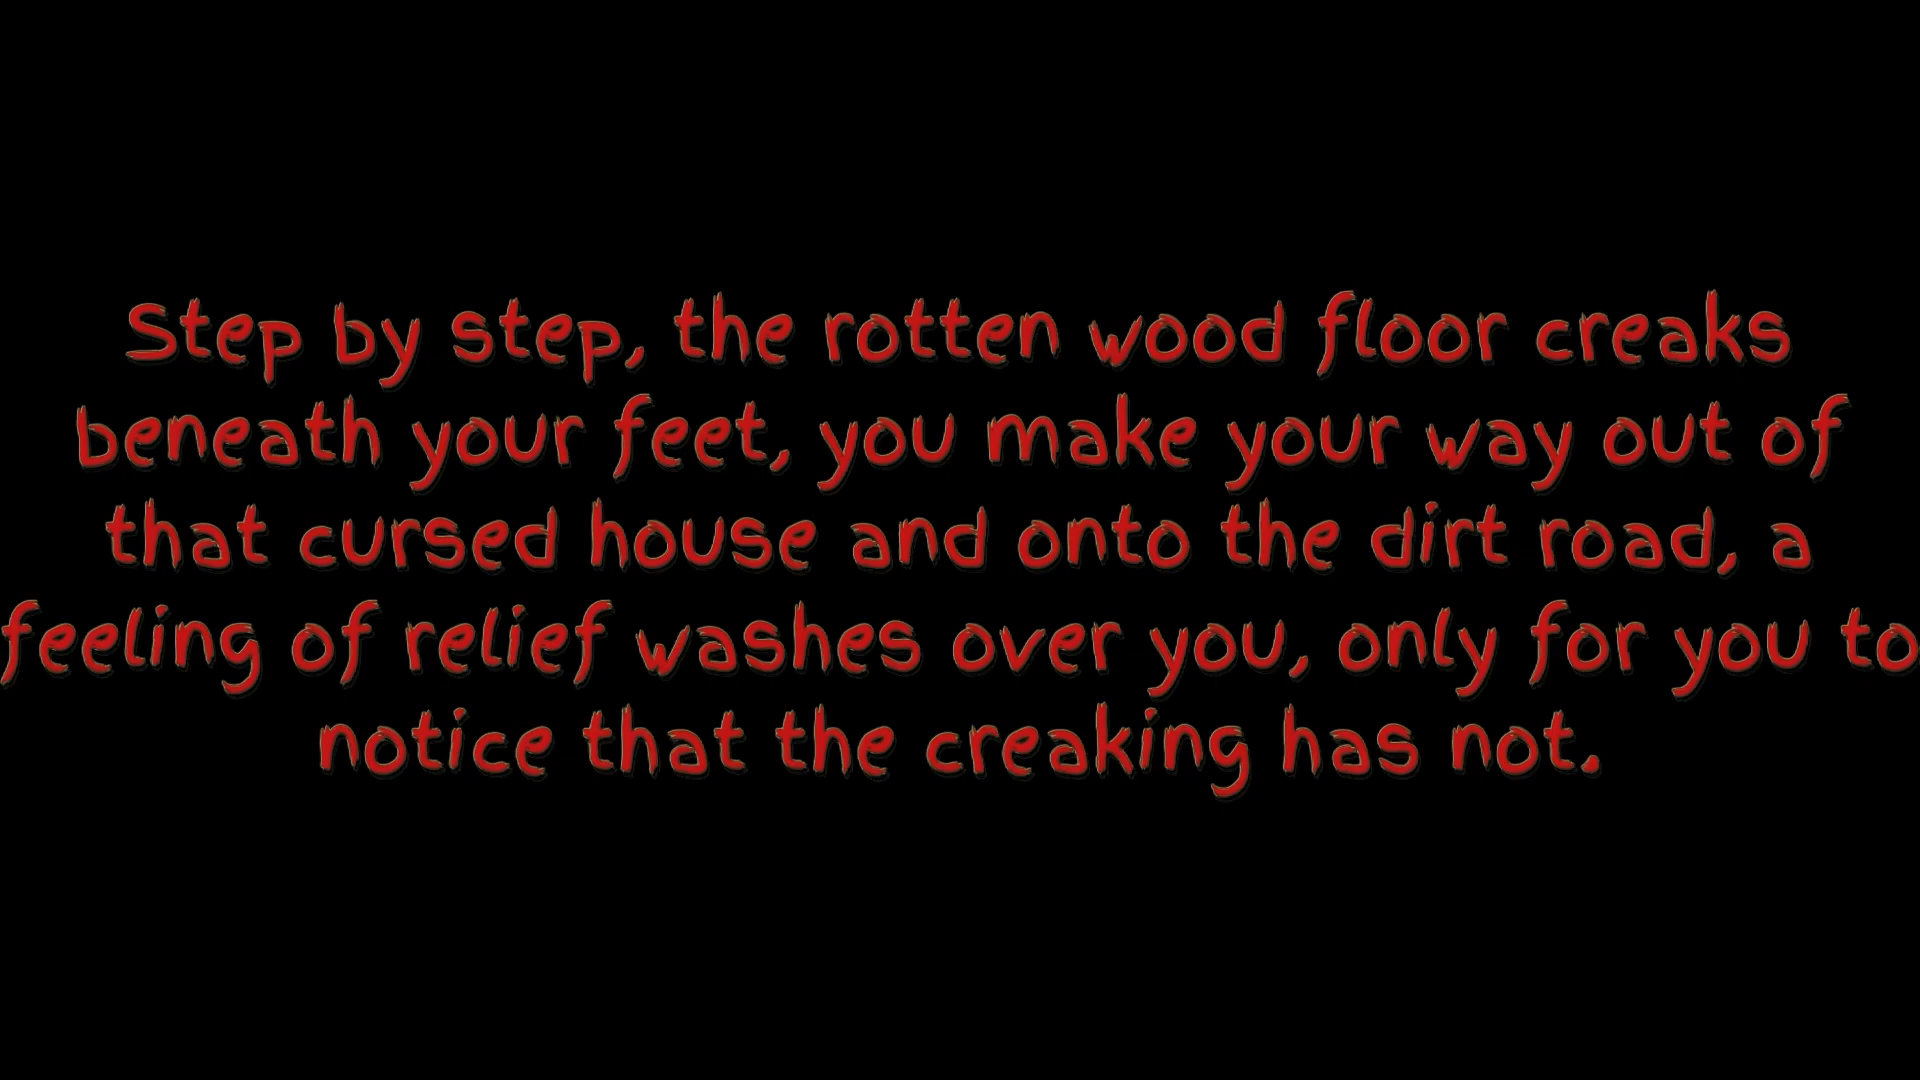 Step by step, the rotten wood floor creaks
beneath your feet, you make your way out of
that cursed house and onto the dirt road, a
feeling of relief washes over you, only for you to
notice that the creaking has not.